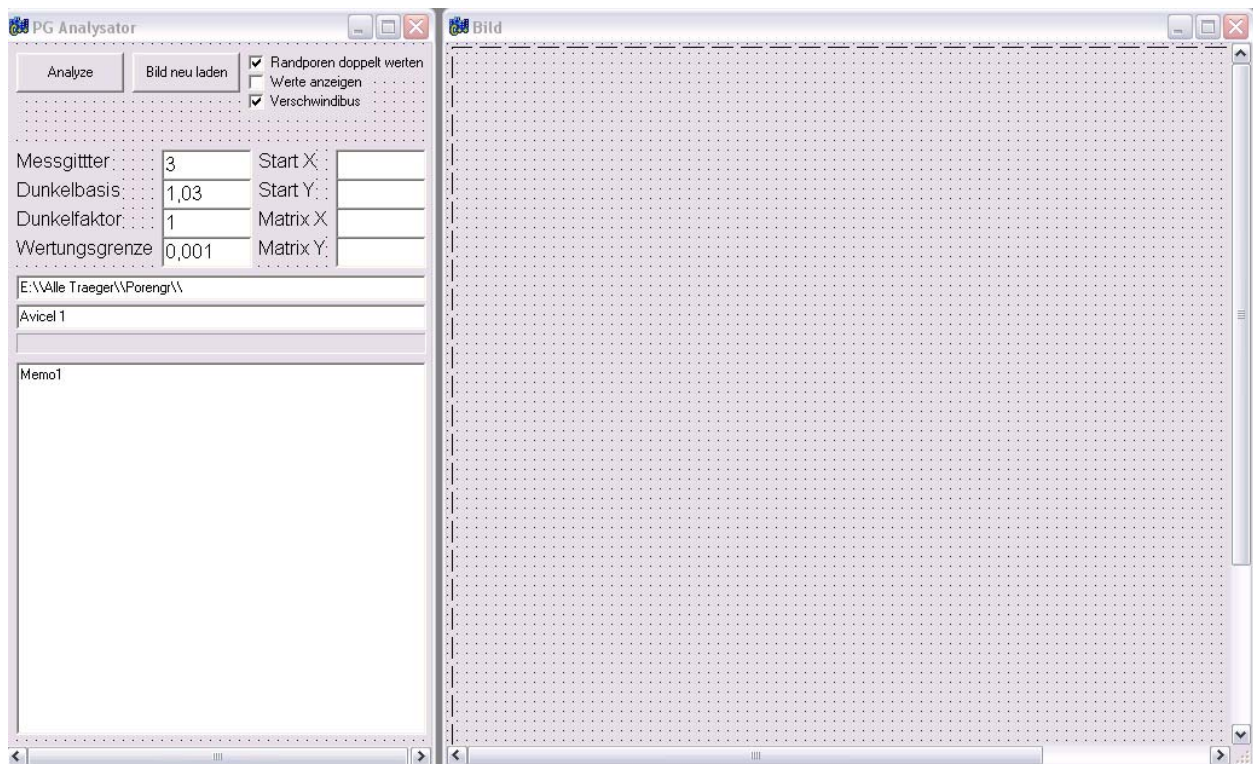 PG Analysator
Analyze
Bild neu laden
Randporen doppelt werten
Werte anzeigen
Verschwindibus
Messgittter:
3
Start X:
Dunkelbasis:
1,03
Start Y:
Dunkelfaktor:
1
Matrix X
Wertungsgrenze
0,001
Matrix Y:
E:\\Alle Traeger\\Porengr\\
Avicel 1
Memo1
Bild